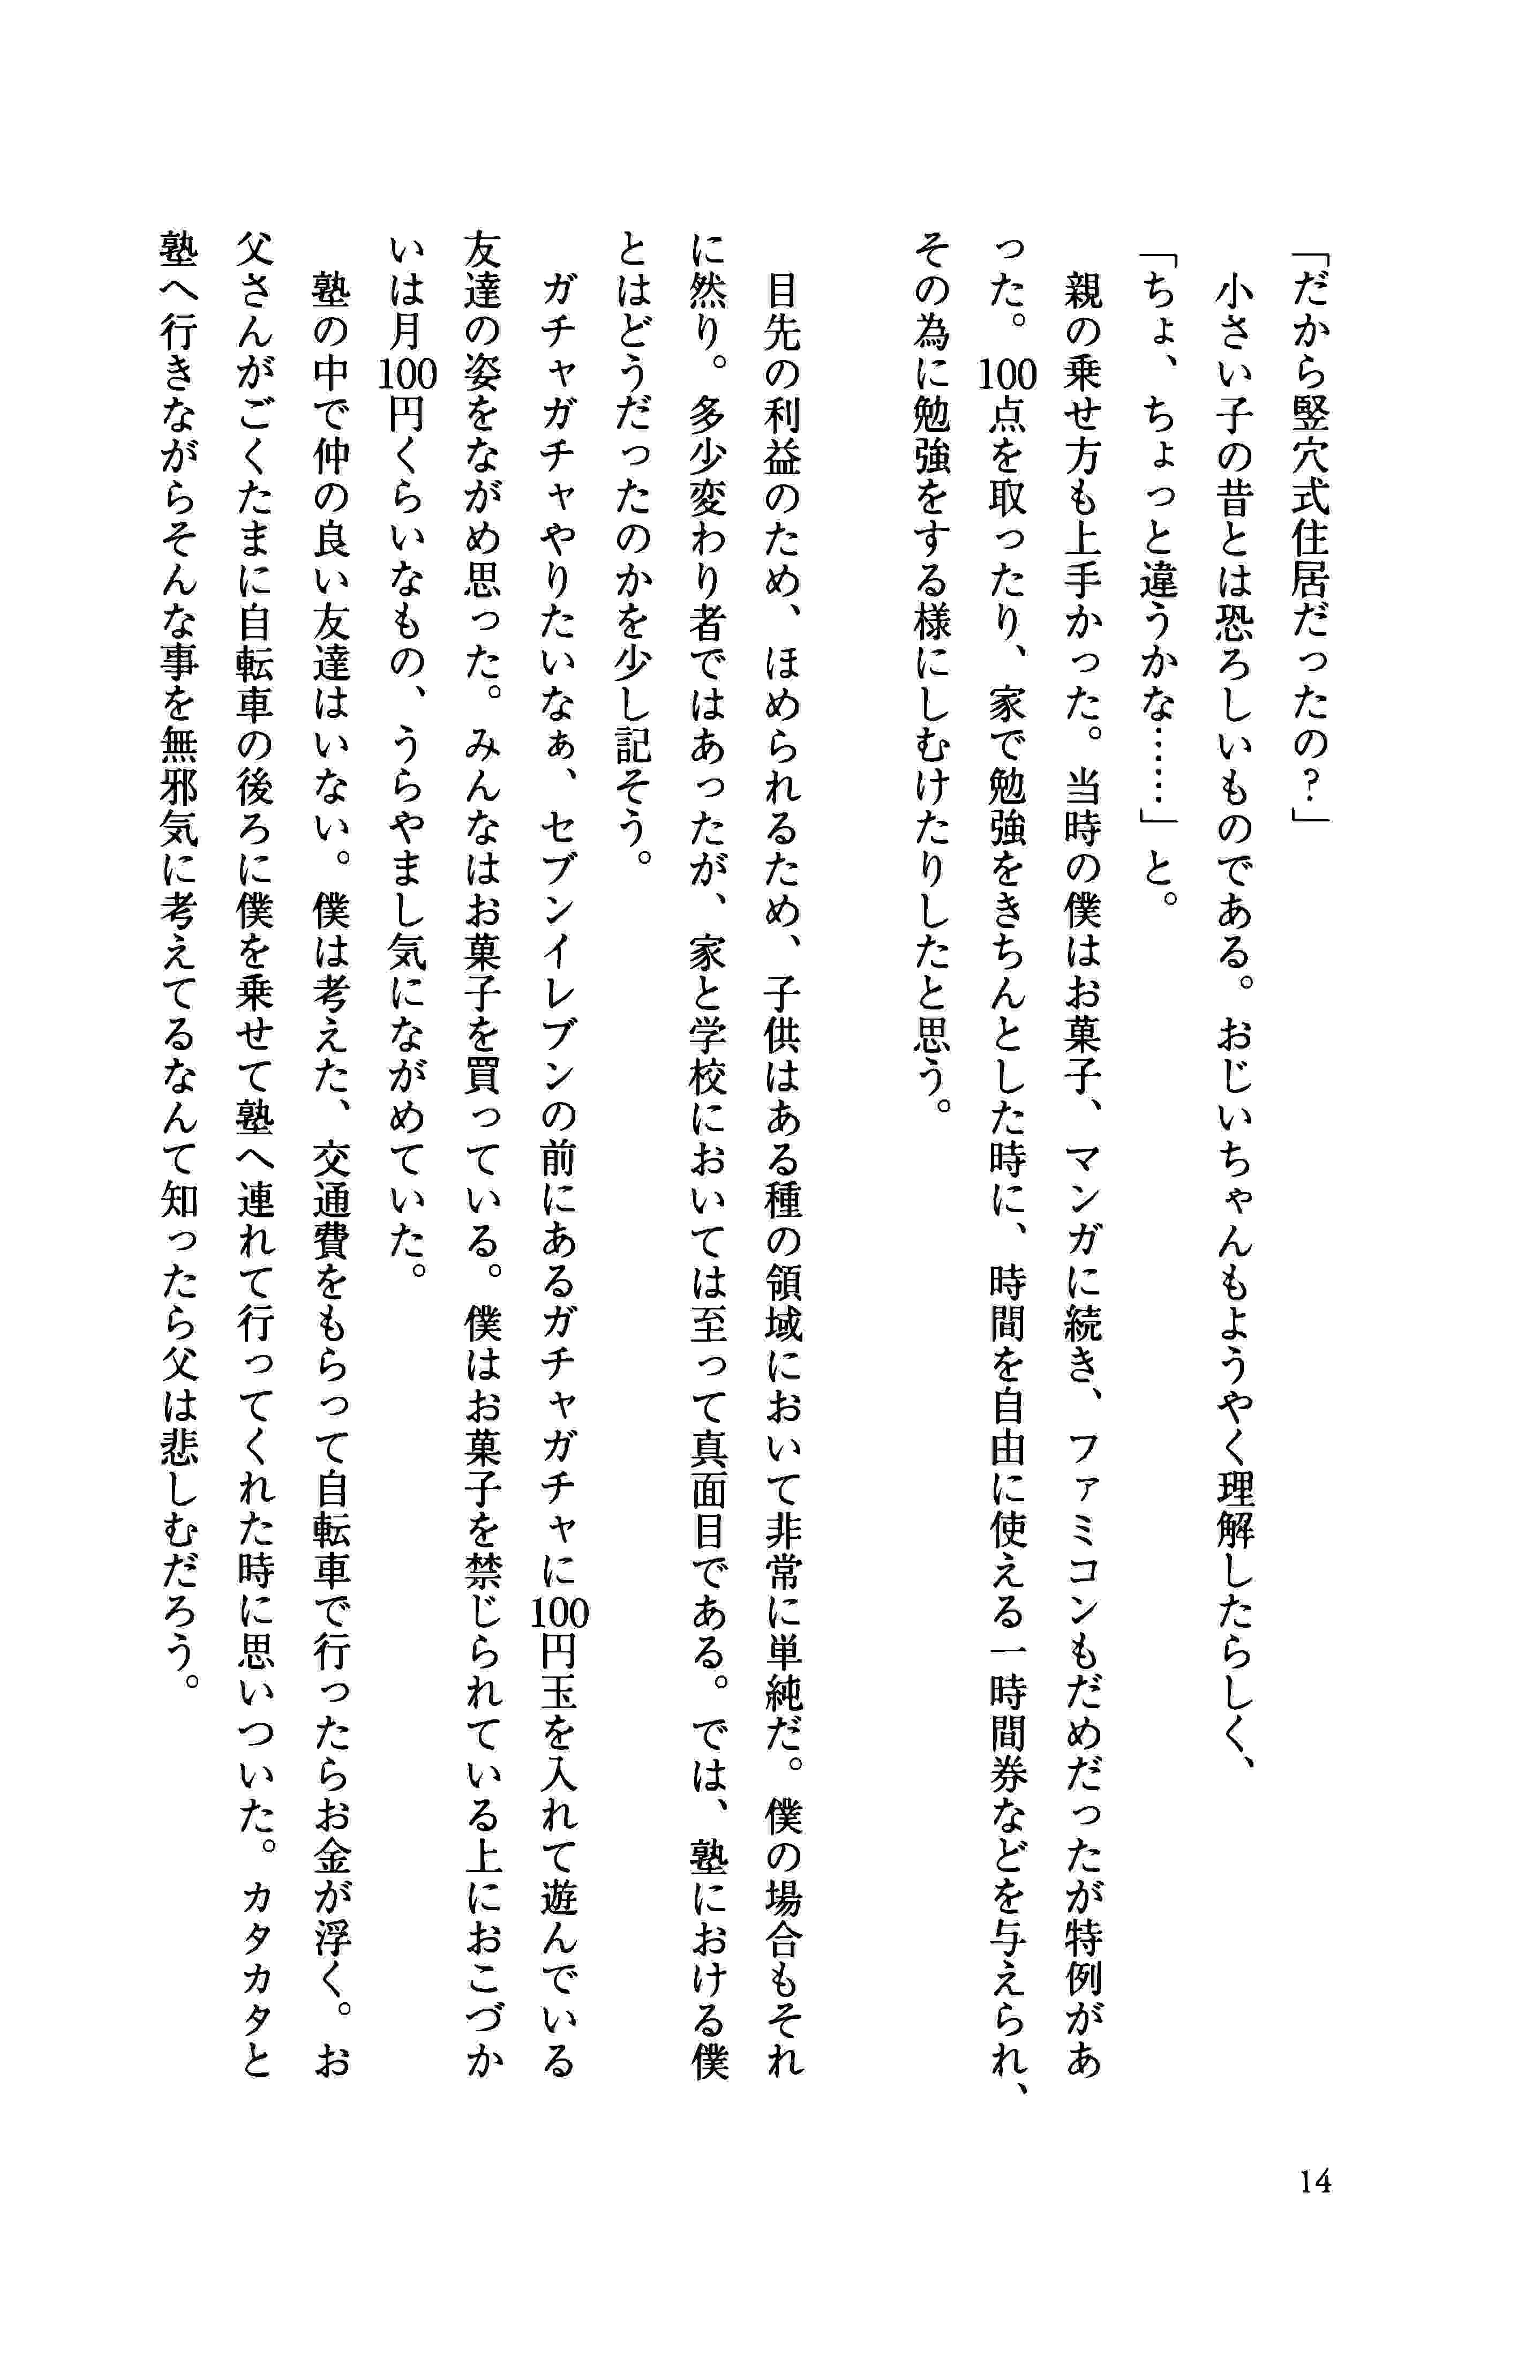 「だから竪穴式住居だったの？」
　小さい子の昔とは恐ろしいものである。おじいちゃんもようやく理解したらしく、
「ちょ、ちょっと違うかな……」と。
　親の乗せ方も上手かった。当時の僕はお菓子、マンガに続き、ファミコンもだめだったが特例があ
った。100点を取ったり、家で勉強をきちんとした時に、時間を自由に使える一時間券などを与えられ、
その為に勉強をする様にしむけたりしたと思う。
　目先の利益のため、ほめられるため、子供はある種の領域において非常に単純だ。僕の場合もそれ
に然り。多少変わり者ではあったが、家と学校においては至って真面目である。では、塾における僕
とはどうだったのかを少し記そう。
　ガチャガチャやりたいなぁ、セブンイレブンの前にあるガチャガチャに100円玉を入れて遊んでいる
友達の姿をながめ思った。みんなはお菓子を買っている。僕はお菓子を禁じられている上におこづか
いは月100円くらいなもの、うらやまし気にながめていた。
　塾の中で仲の良い友達はいない。僕は考えた、交通費をもらって自転車で行ったらお金が浮く。お
父さんがごくたまに自転車の後ろに僕を乗せて塾へ連れて行ってくれた時に思いついた。カタカタと
塾へ行きながらそんな事を無邪気に考えてるなんて知ったら父は悲しむだろう。
14